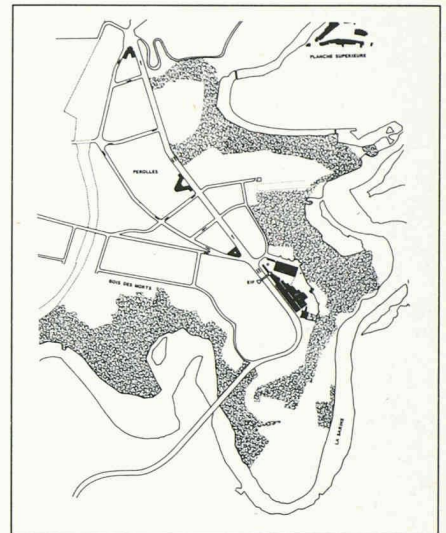 PLANCHE SUPERIEURE
PEROLLES
BOIS DES MORTS
EIF
LA SARINE